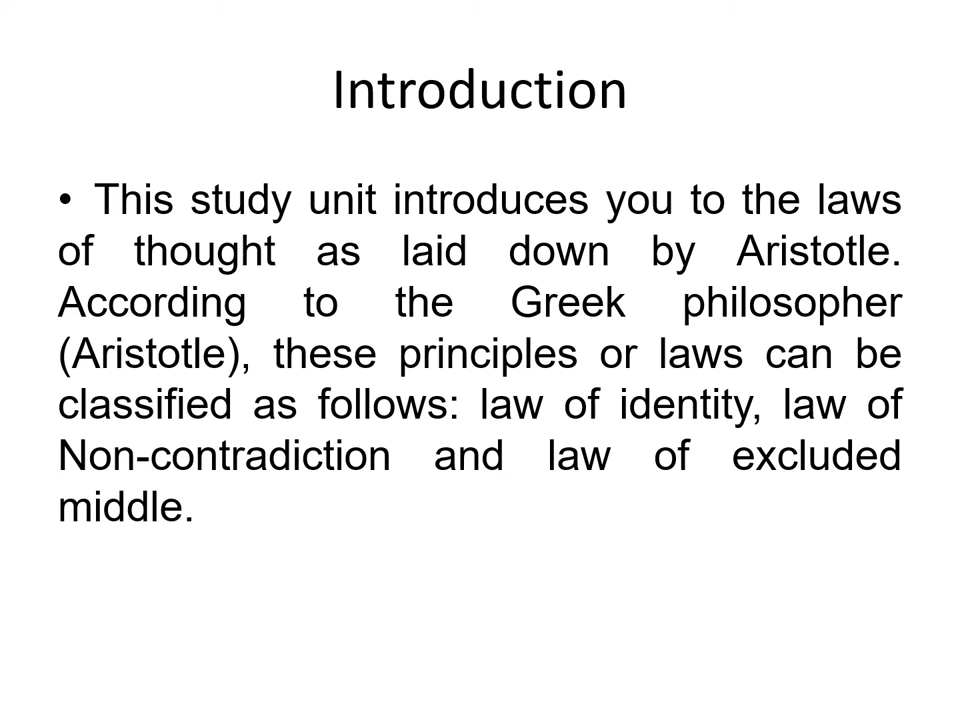 Introduction
• This study unit introduces you to the laws
of thought as laid down by Aristotle.
According to the Greek philosopher
(Aristotle), these principles or laws can be
classified as follows: law of identity, law of
Non-contradiction and law of excluded
middle.